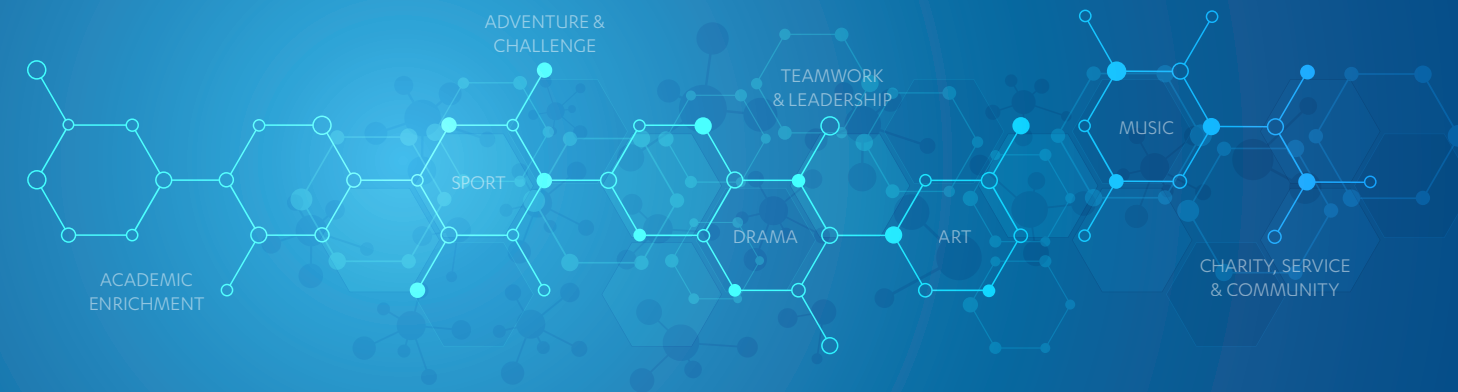 ADVENTURE &
CHALLENGE
TEAMWORK
& LEADERSHIP
MUSIC
SPORT
DRAMA
ART
ACADEMIC
ENRICHMENT
CHARITY, SERVICE
& COMMUNITY